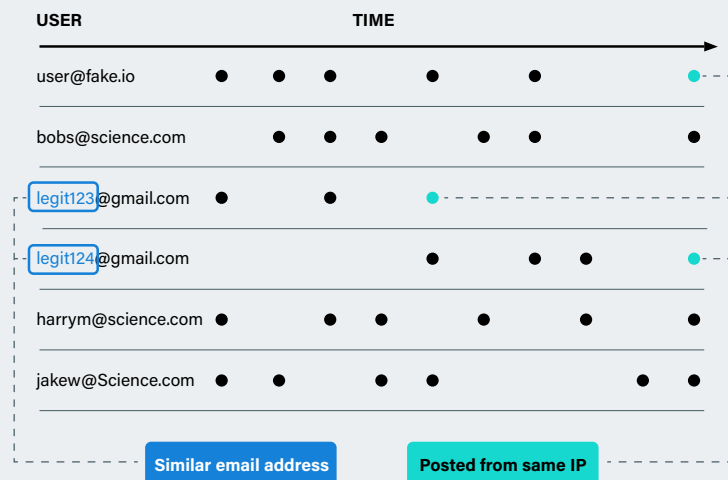 USER TIME
user@fake.io
bobs@science.com
legit123@gmail.com
legit124@gmail.com
harrym@science.com
jakew@Science.com
Similar email address Posted from same IP